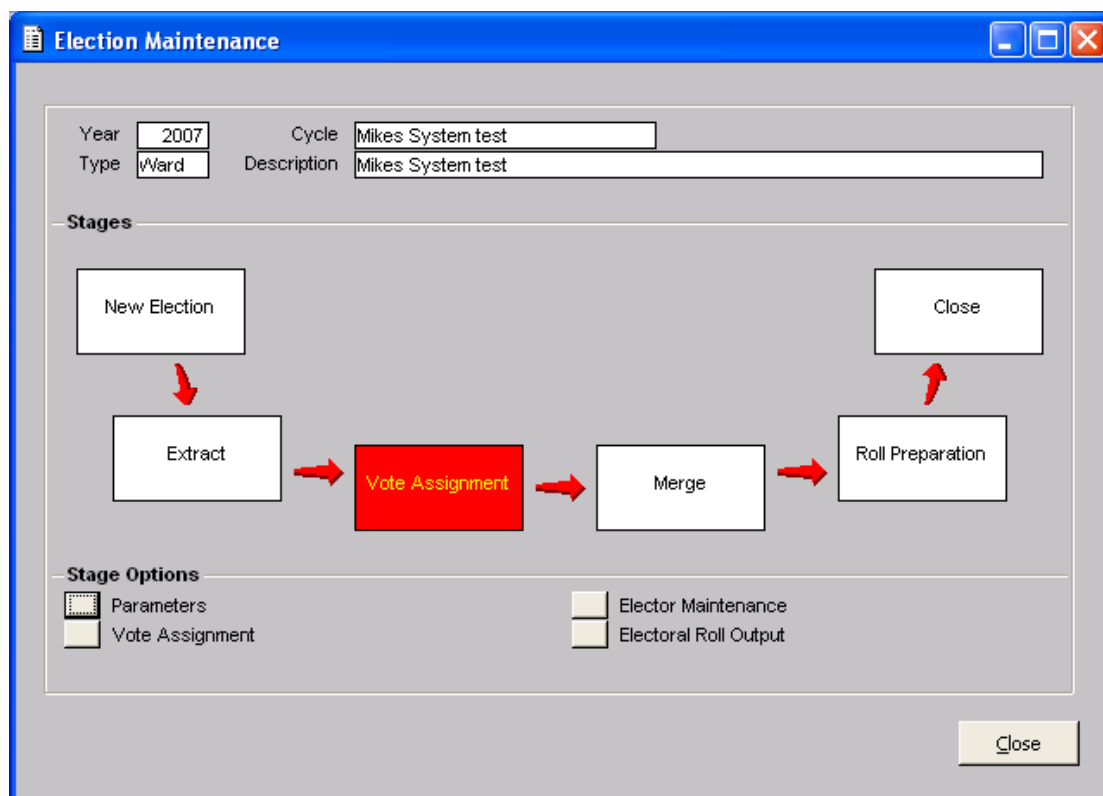 Election Maintenance
Year 2007 Cycle Mikes System test
Type Ward Description Mikes System test
Stages
New Election Close
Extract Vote Assignment Merge Roll Preparation
Stage Options
Parameters Elector Maintenance
Vote Assignment Electoral Roll Output
Close